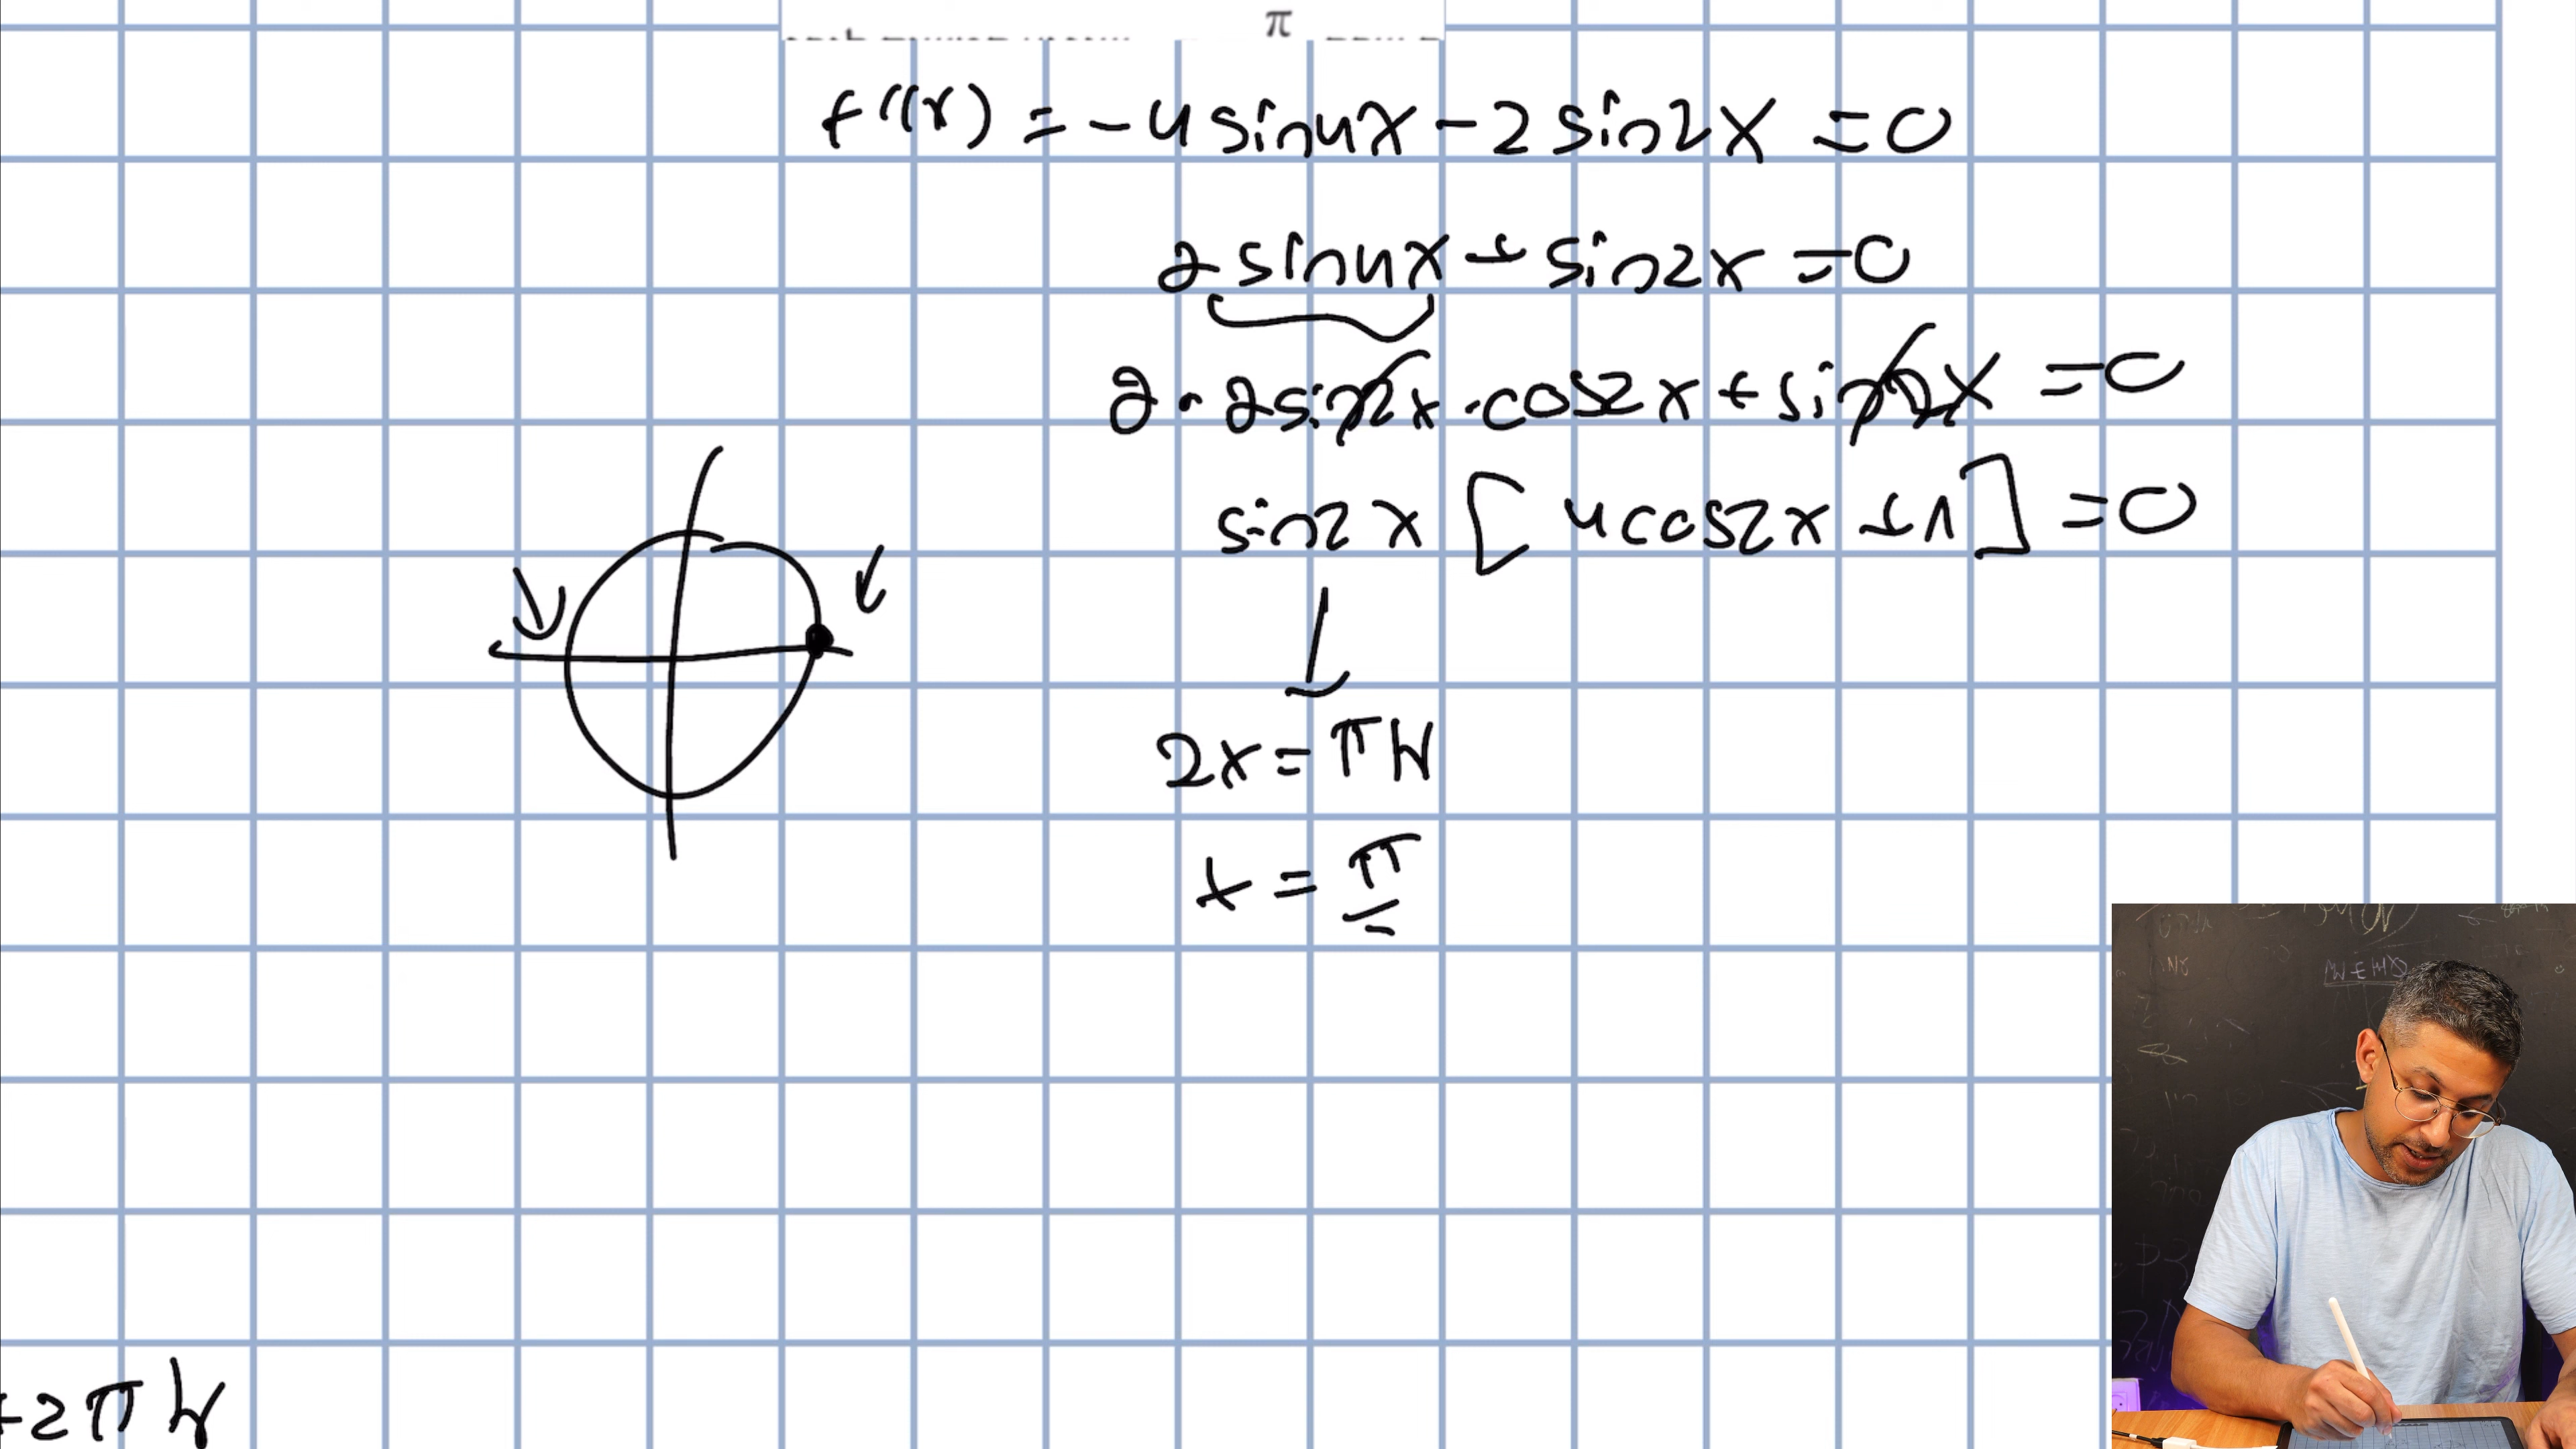 π
f'(x) = -4sin4x - 2sin2x = 0
2sin4x + sin2x = 0
2·2sin2x·cos2x + sin2x = 0
sin2x [4cos2x + 1] = 0
2x = πk
x = π
+2πk